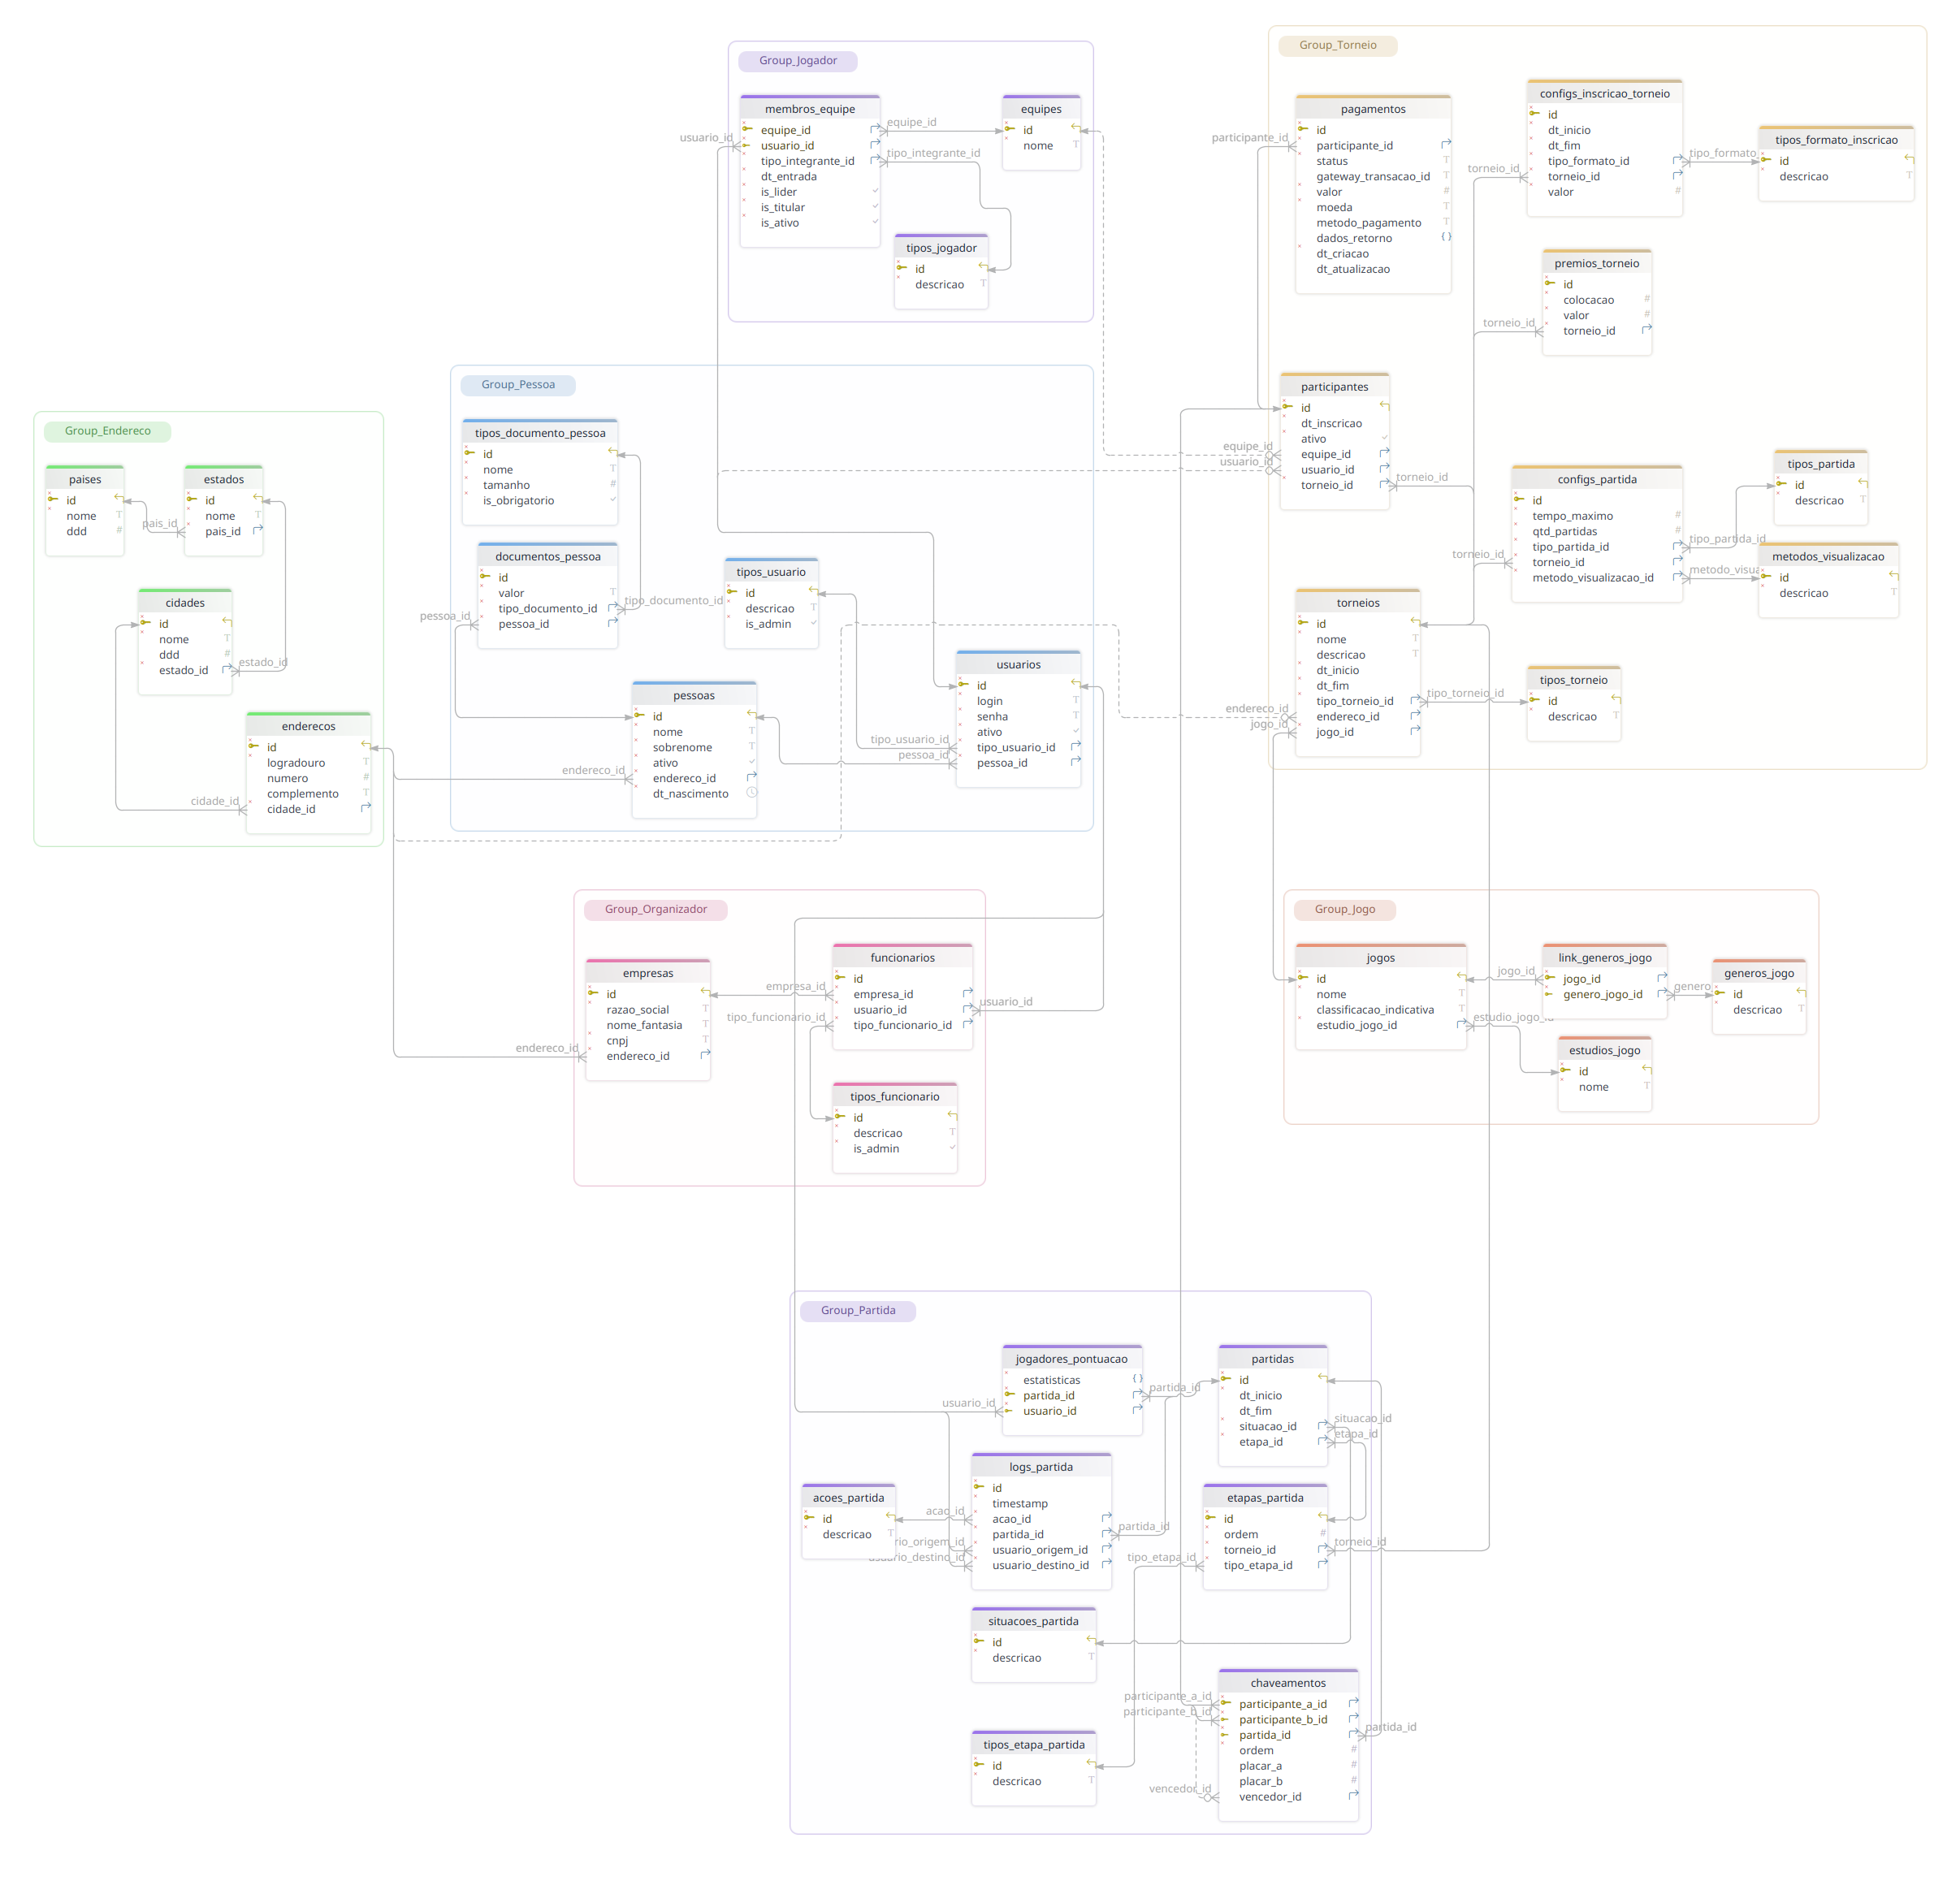 Group_Jogador
membros_equipe
equipe_id
usuario_id
tipo_integrante_id
dt_entrada
is_lider
is_titular
is_ativo
usuario_id
equipe_id
tipo_integrante_id
equipes
id
nome
tipos_jogador
id
descricao
Group_Torneio
pagamentos
id
participante_id
status
gateway_transacao_id
valor
moeda
metodo_pagamento
dados_retorno
dt_criacao
dt_atualizacao
participante_id
configs_inscricao_torneio
id
dt_inicio
dt_fim
tipo_formato_id
torneio_id
valor
torneio_id
tipo_formato_
tipos_formato_inscricao
id
descricao
premios_torneio
id
colocacao
valor
torneio_id
torneio_id
participantes
id
dt_inscricao
ativo
equipe_id
usuario_id
torneio_id
equipe_id
usuario_id
torneio_id
configs_partida
id
tempo_maximo
qtd_partidas
tipo_partida_id
torneio_id
metodo_visualizacao_id
torneio_id
tipo_partida_id
metodo_visua
tipos_partida
id
descricao
metodos_visualizacao
id
descricao
torneios
id
nome
descricao
dt_inicio
dt_fim
tipo_torneio_id
endereco_id
jogo_id
endereco_id
jogo_id
tipo_torneio_id
tipos_torneio
id
descricao
Group_Pessoa
tipos_documento_pessoa
id
nome
tamanho
is_obrigatorio
documentos_pessoa
id
valor
tipo_documento_id
pessoa_id
pessoa_id
tipo_documento_id
tipos_usuario
id
descricao
is_admin
usuarios
id
login
senha
ativo
tipo_usuario_id
pessoa_id
tipo_usuario_id
pessoa_id
pessoas
id
nome
sobrenome
ativo
endereco_id
dt_nascimento
endereco_id
Group_Endereco
paises
id
nome
ddd
pais_id
estados
id
nome
pais_id
cidades
id
nome
ddd
estado_id
estado_id
enderecos
id
logradouro
numero
complemento
cidade_id
cidade_id
Group_Organizador
empresas
id
razao_social
nome_fantasia
cnpj
endereco_id
endereco_id
funcionarios
id
empresa_id
usuario_id
tipo_funcionario_id
empresa_id
tipo_funcionario_id
usuario_id
tipos_funcionario
id
descricao
is_admin
Group_Jogo
jogos
id
nome
classificacao_indicativa
estudio_jogo_id
jogo_id
estudio_jogo_id
link_generos_jogo
jogo_id
genero_jogo_id
genero_
generos_jogo
id
descricao
estudios_jogo
id
nome
Group_Partida
jogadores_pontuacao
estatisticas
partida_id
usuario_id
usuario_id
partida_id
partidas
id
dt_inicio
dt_fim
situacao_id
etapa_id
situacao_id
etapa_id
logs_partida
id
timestamp
acao_id
partida_id
usuario_origem_id
usuario_destino_id
acao_id
rio_origem_id
usuario_destino_id
partida_id
acoes_partida
id
descricao
etapas_partida
id
ordem
torneio_id
tipo_etapa_id
tipo_etapa_id
torneio_id
situacoes_partida
id
descricao
chaveamentos
participante_a_id
participante_b_id
partida_id
ordem
placar_a
placar_b
vencedor_id
participante_a_id
participante_b_id
vencedor_id
partida_id
tipos_etapa_partida
id
descricao